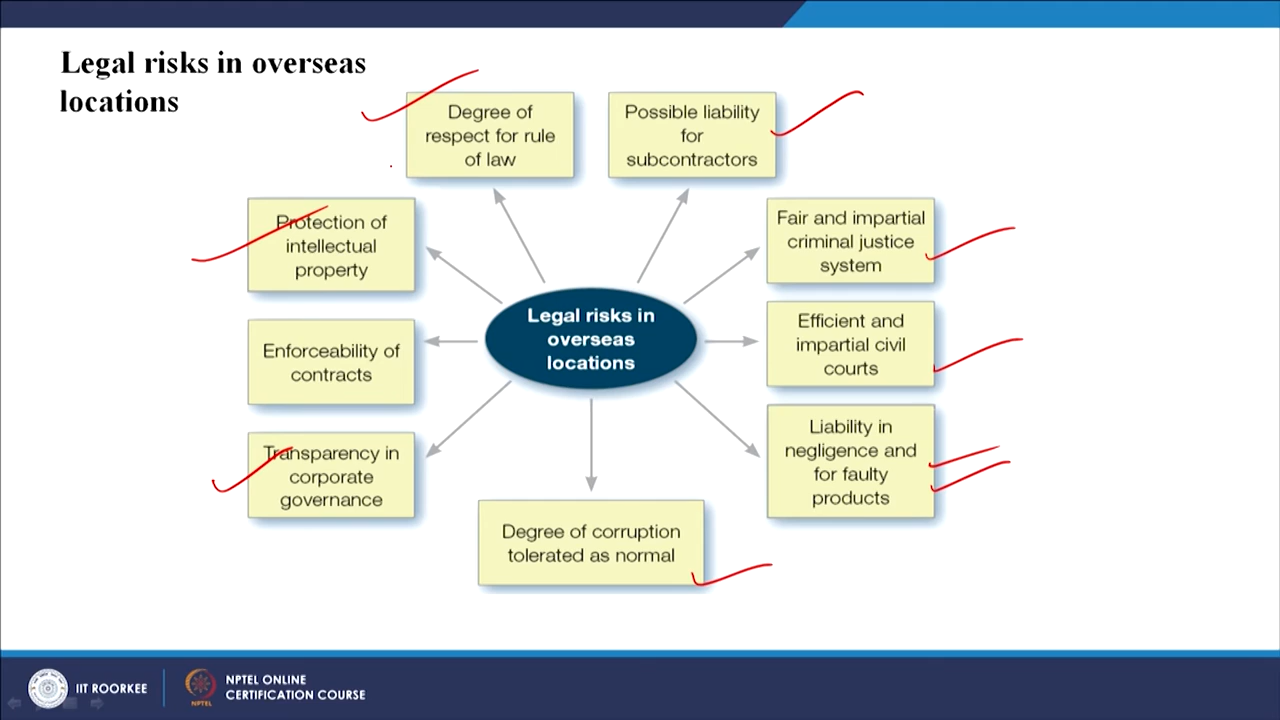 Legal risks in overseas
locations
Degree of
respect for rule
of law
Possible liability
for
subcontractors
Protection of
intellectual
property
Fair and impartial
criminal justice
system
Legal risks in
overseas
locations
Enforceability of
contracts
Efficient and
impartial civil
courts
Transparency in
corporate
governance
Liability in
negligence and
for faulty
products
Degree of corruption
tolerated as normal
IIT ROORKEE
NPTEL
NPTEL ONLINE
CERTIFICATION COURSE